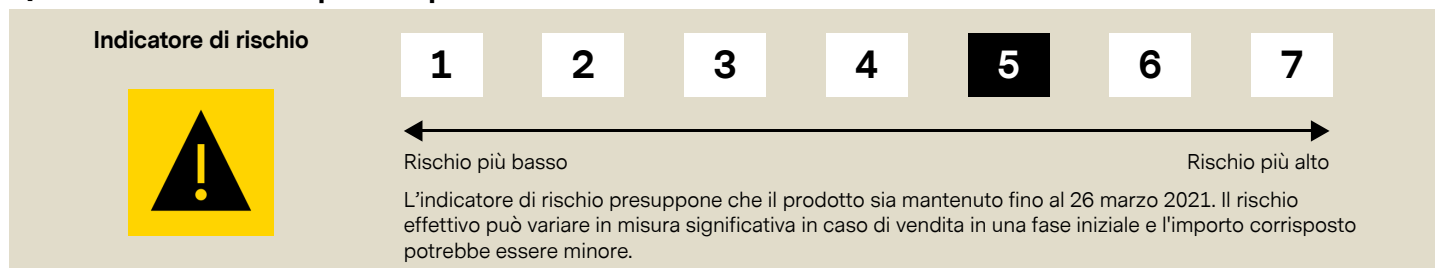 Indicatore di rischio
1 2 3 4 5 6 7
Rischio più basso
Rischio più alto
L'indicatore di rischio presuppone che il prodotto sia mantenuto fino al 26 marzo 2021. Il rischio
effettivo può variare in misura significativa in caso di vendita in una fase iniziale e l'importo corrisposto
potrebbe essere minore.